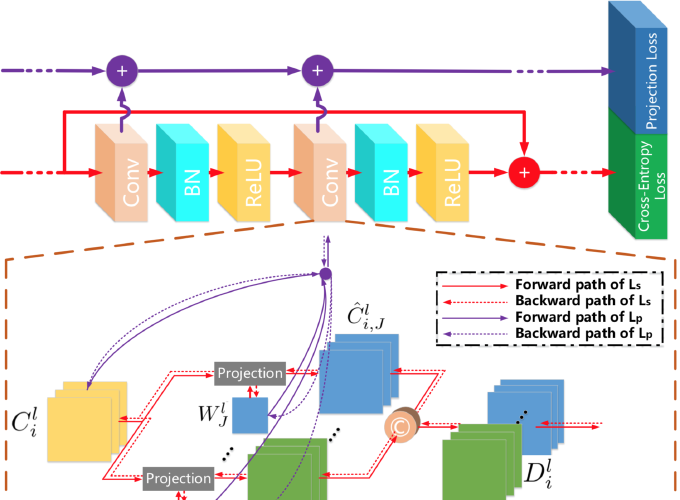 +
+
Projection Loss
Conv
BN
ReLU
Conv
BN
ReLU
+
Cross-Entropy
Loss
Forward path of Ls
Backward path of Ls
Forward path of Lp
Backward path of Lp
Ĉ^l_{i,J}
Projection
C^l_i
W^l_J
©
Projection
D^l_i